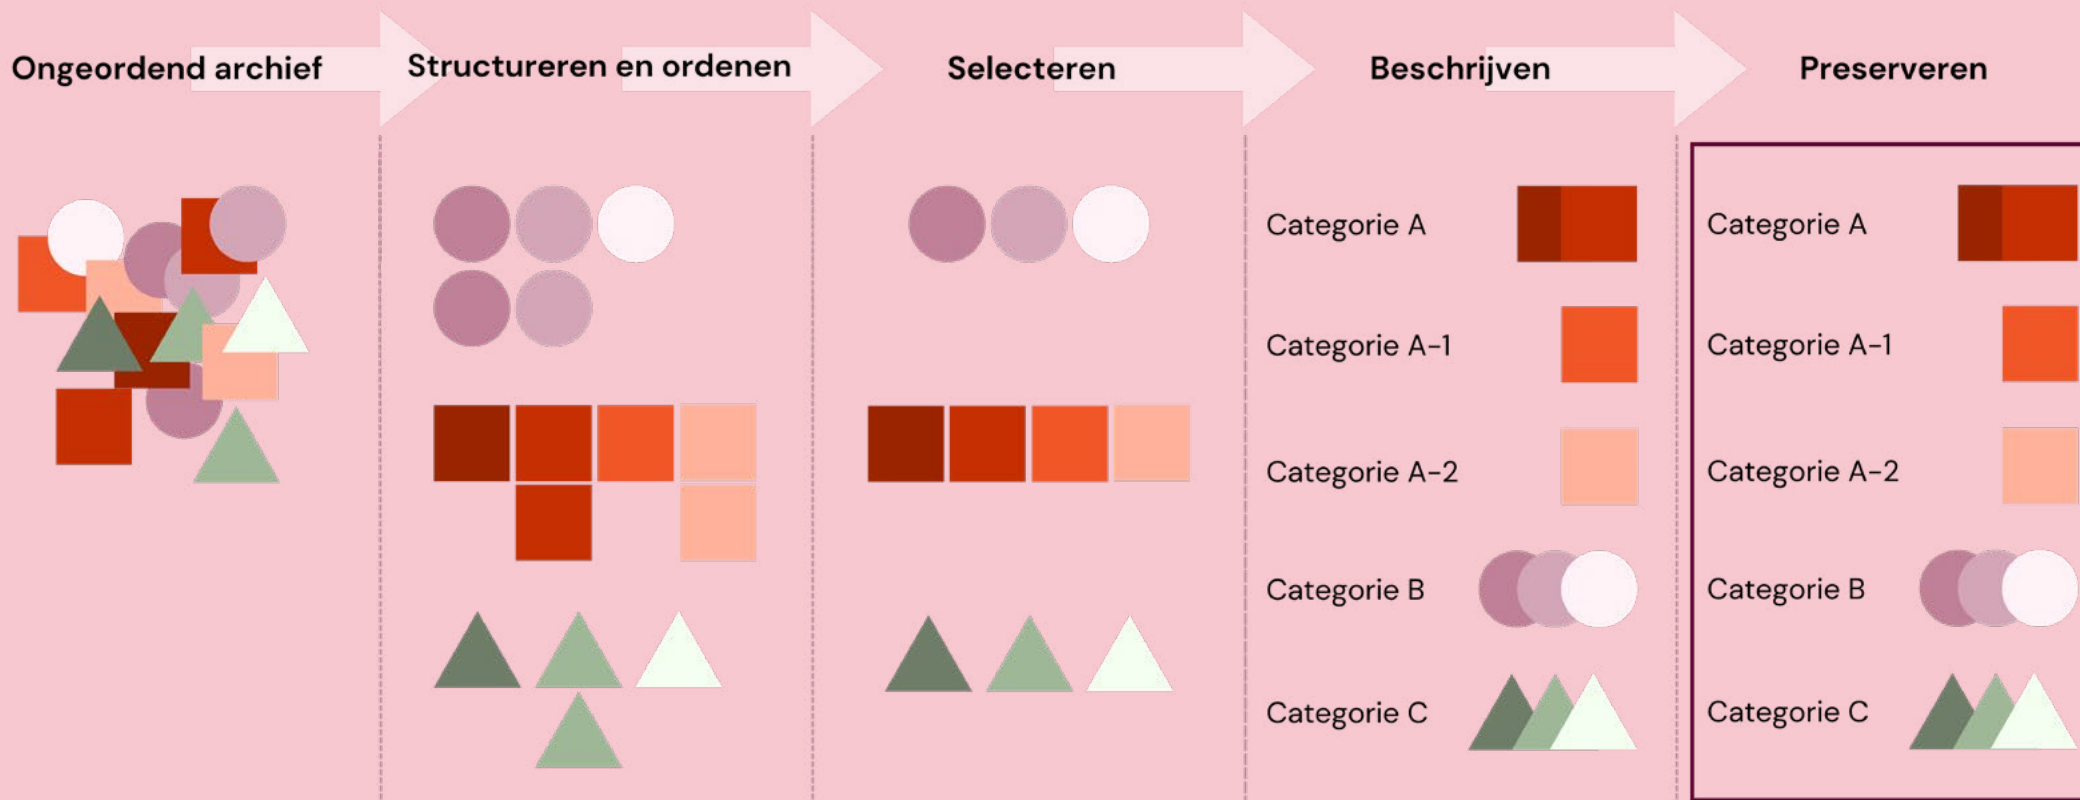 Ongeordend archief
Structureren en ordenen
Selecteren
Beschrijven
Preserveren
Categorie A
Categorie A-1
Categorie A-2
Categorie B
Categorie C
Categorie A
Categorie A-1
Categorie A-2
Categorie B
Categorie C